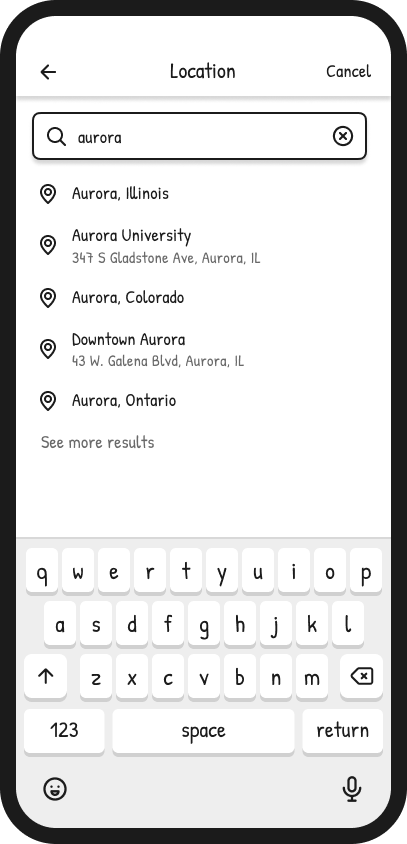 Location
Cancel
aurora
Aurora, Illinois
Aurora University
347 S Gladstone Ave, Aurora, IL
Aurora, Colorado
Downtown Aurora
43 W. Galena Blvd, Aurora, IL
Aurora, Ontario
See more results
q w e r t y u i o p
a s d f g h j k l
z x c v b n m
123 space return